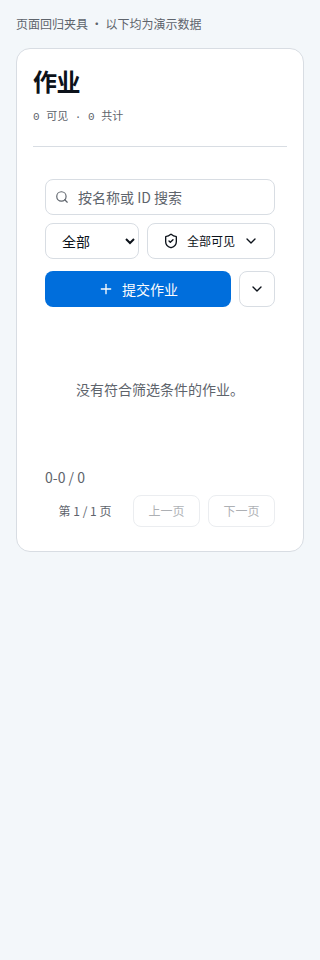 页面回归夹具 · 以下均为演示数据
作业
0 可见 · 0 共计
按名称或 ID 搜索
全部
全部可见
提交作业
没有符合筛选条件的作业。
0-0 / 0
第 1 / 1 页
上一页
下一页